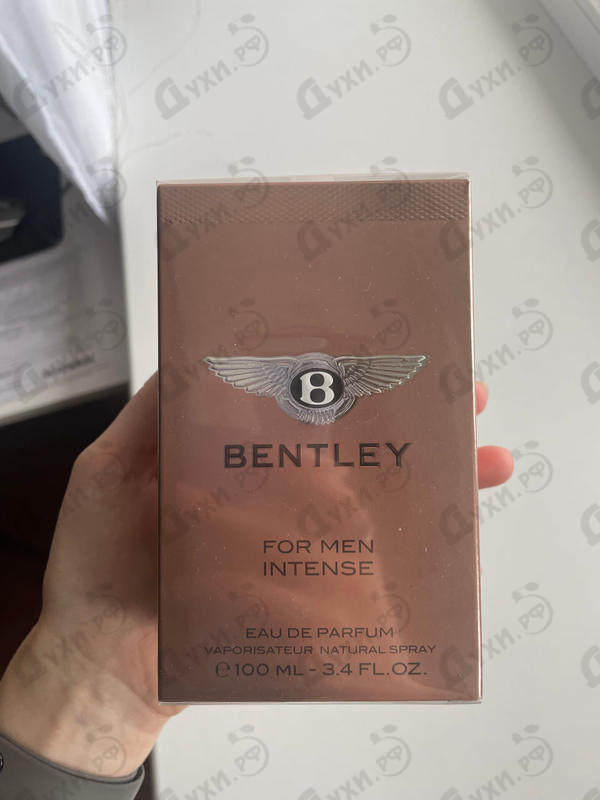 B
BENTLEY
FOR MEN
INTENSE
EAU DE PARFUM
VAPORISATEUR NATURAL SPRAY
℮ 100 ML - 3.4 FL.OZ.
Духи.РФ